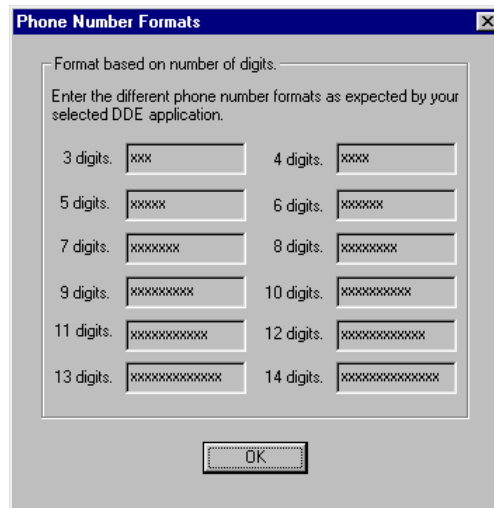 Phone Number Formats
Format based on number of digits.
Enter the different phone number formats as expected by your
selected DDE application.
3 digits. xxx 4 digits. xxxx
5 digits. xxxxx 6 digits. xxxxxx
7 digits. xxxxxxx 8 digits. xxxxxxxx
9 digits. xxxxxxxxx 10 digits. xxxxxxxxxx
11 digits. xxxxxxxxxxx 12 digits. xxxxxxxxxxxx
13 digits. xxxxxxxxxxxxx 14 digits. xxxxxxxxxxxxxx
OK